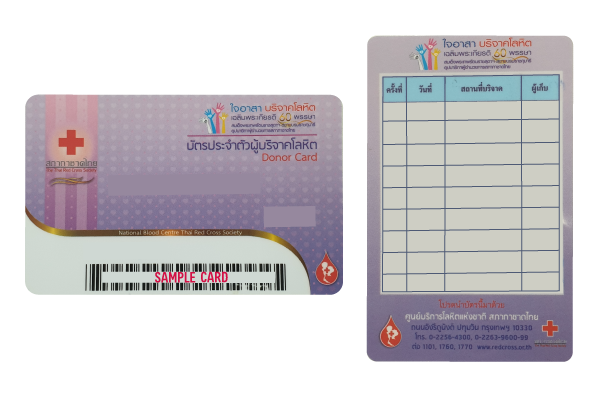 ใจอาสา บริจาคโลหิต
เฉลิมพระเกียรติ 60 พรรษา
บัตรประจำตัวผู้บริจาคโลหิต
Donor Card
สภากาชาดไทย
The Thai Red Cross Society
National Blood Centre Thai Red Cross Society
SAMPLE CARD
ใจอาสา บริจาคโลหิต
เฉลิมพระเกียรติ 60 พรรษา
ครั้งที่ วันที่ สถานที่บริจาค ผู้เก็บ
โปรดนำบัตรนี้มาด้วย
ศูนย์บริการโลหิตแห่งชาติ สภากาชาดไทย
ถนนอังรีดูนังต์ ปทุมวัน กรุงเทพฯ 10330
โทร. 0-2256-4300, 0-2263-9600-99
ต่อ 1101, 1760, 1770 www.redcross.or.th